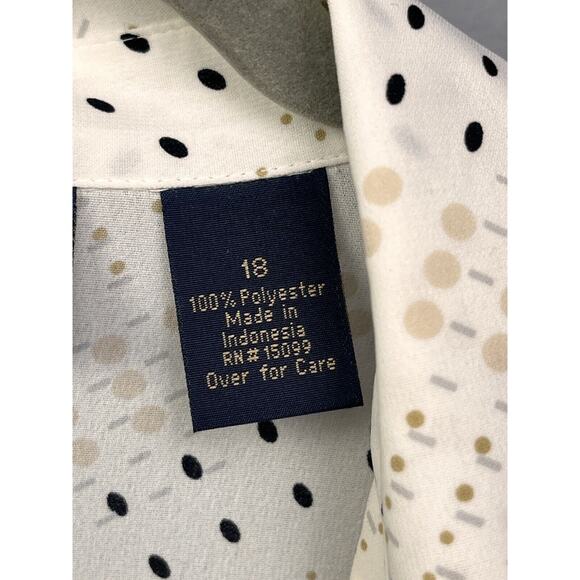 18
100% Polyester
Made in
Indonesia
RN#15099
Over for Care